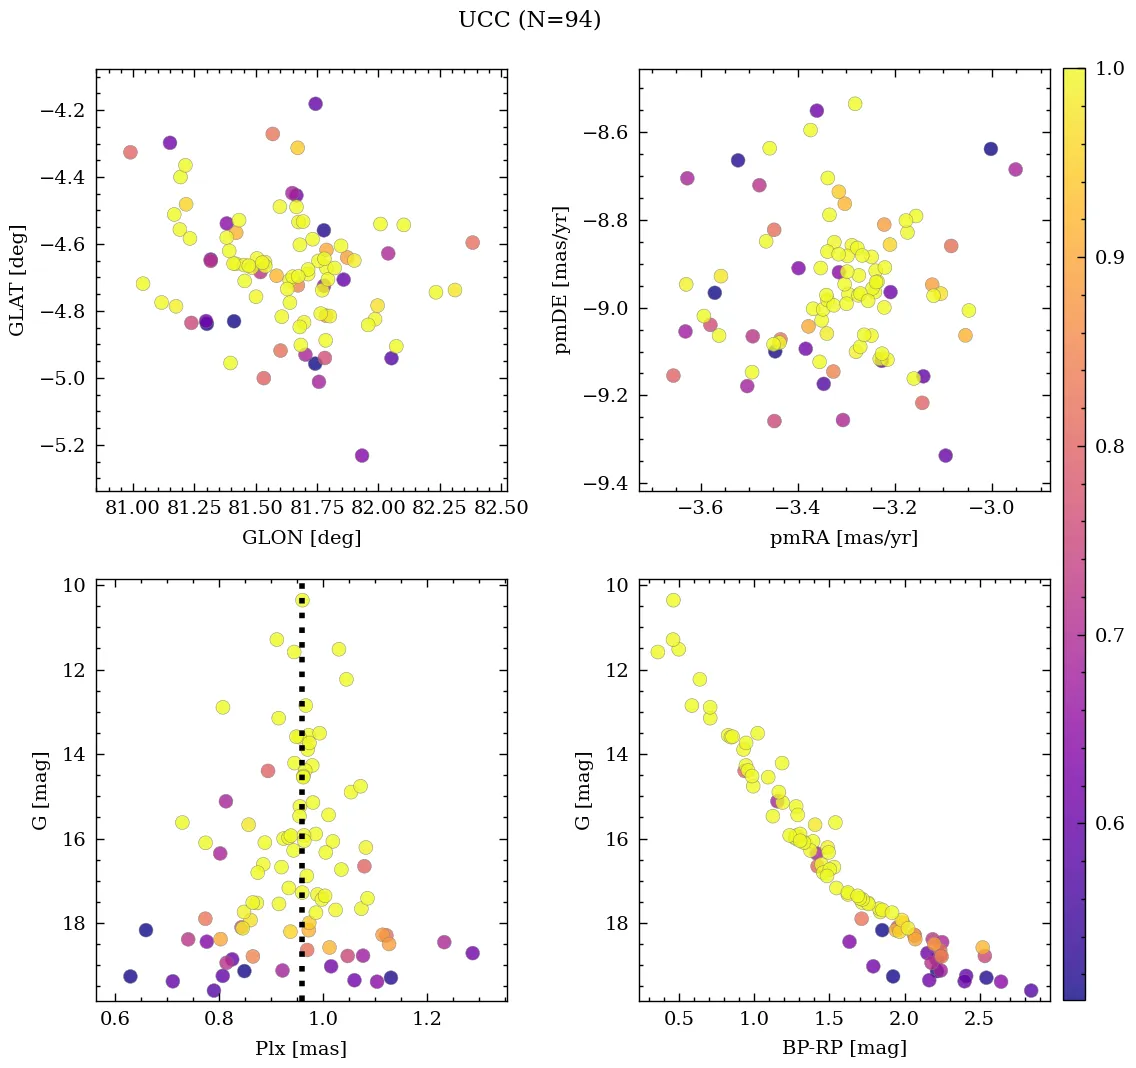 UCC (N=94)
−4.2
−4.4
−4.6
−4.8
−5.0
−5.2
GLAT [deg]
81.00 81.25 81.50 81.75 82.00 82.25 82.50
GLON [deg]
−8.6
−8.8
−9.0
−9.2
−9.4
pmDE [mas/yr]
−3.6 −3.4 −3.2 −3.0
pmRA [mas/yr]
10
12
14
16
18
G [mag]
0.6 0.8 1.0 1.2
Plx [mas]
10
12
14
16
18
G [mag]
0.5 1.0 1.5 2.0 2.5
BP-RP [mag]
1.0
0.9
0.8
0.7
0.6